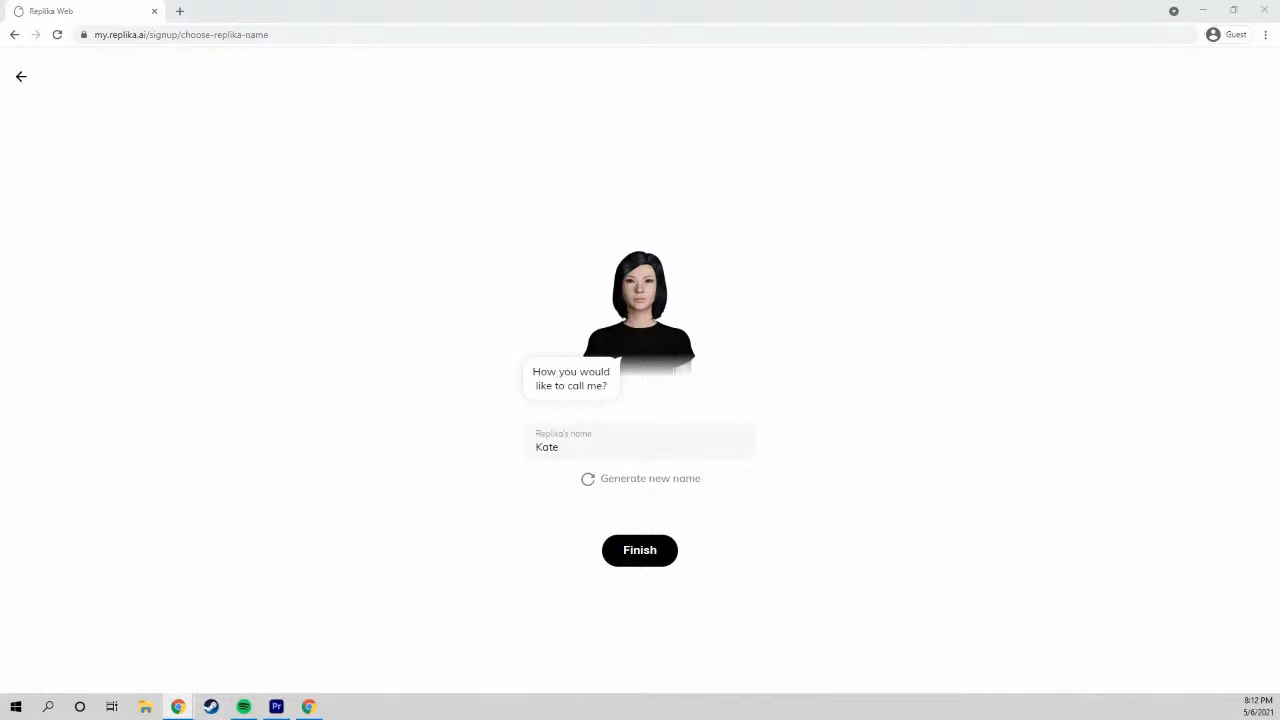 Replika Web
my.replika.ai/signup/choose-replika-name
Guest
How you would
like to call me?
Replika's name
Kate
Generate new name
Finish
Pr
8:12 PM
5/6/2021